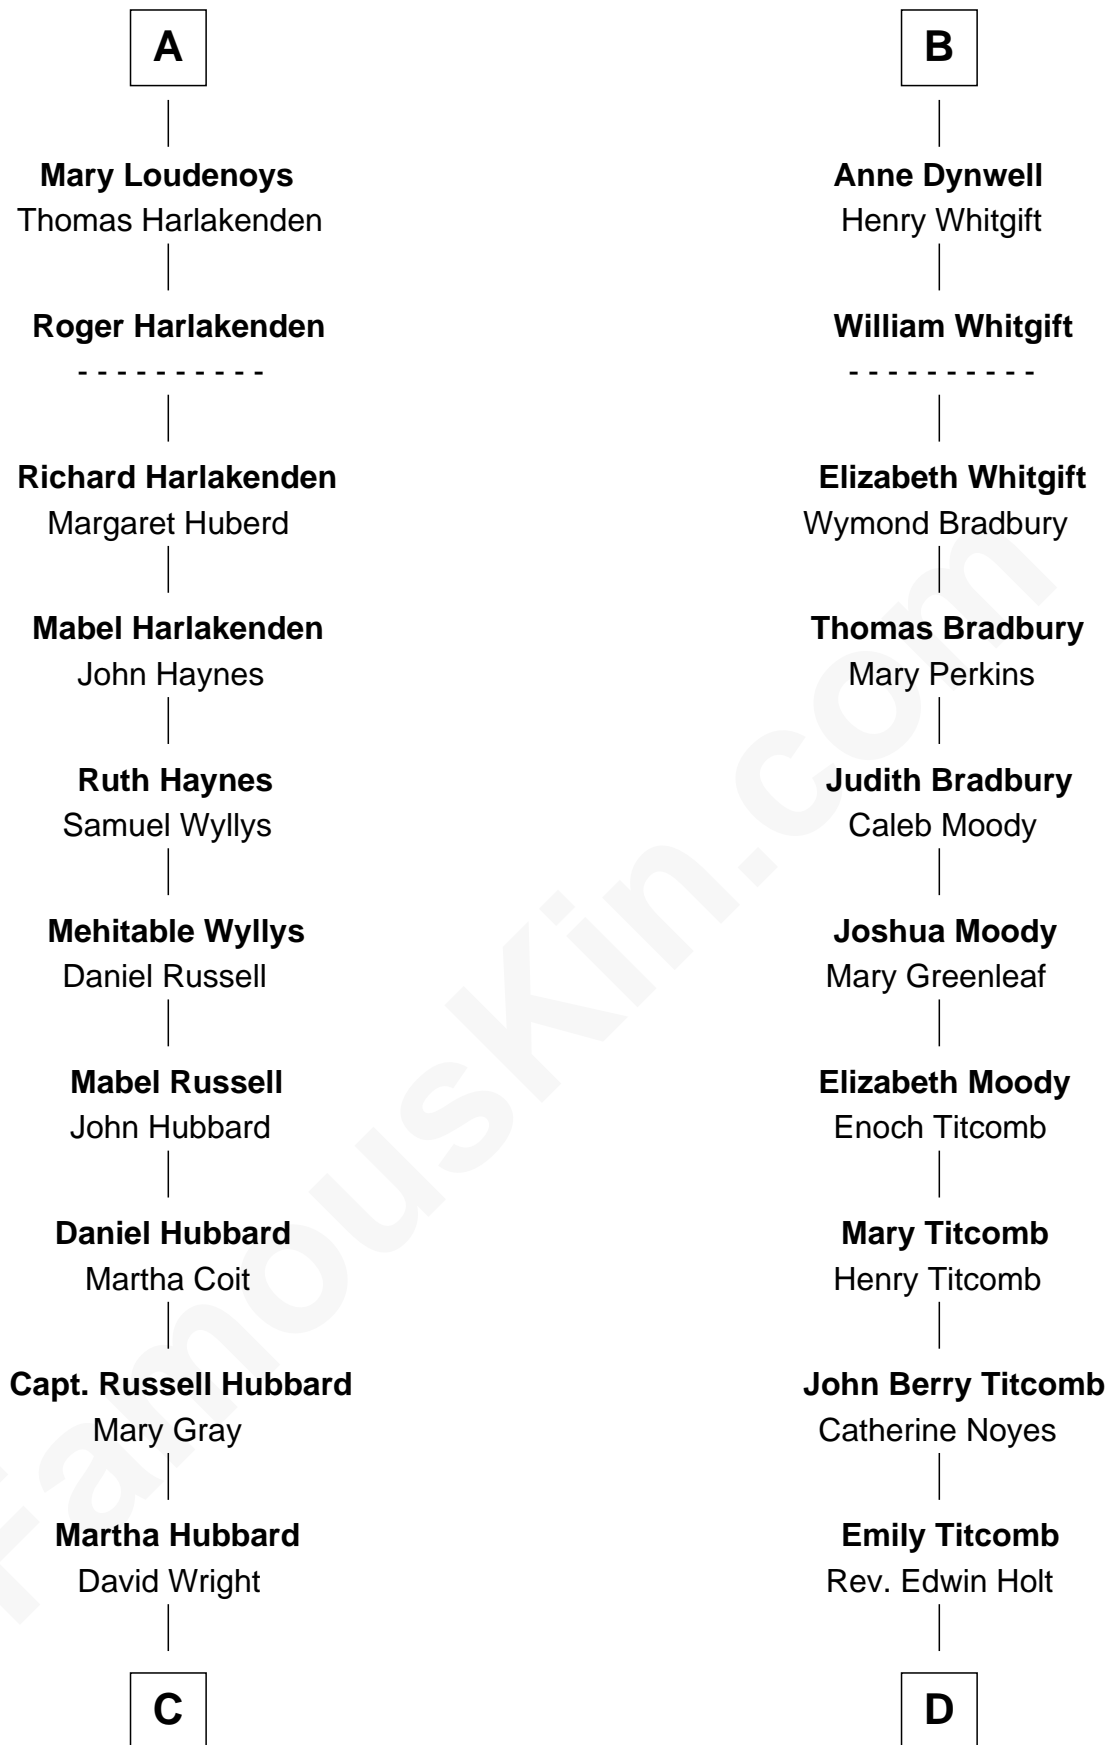 A
Mary Loudenoys
Thomas Harlakenden
Roger Harlakenden
- - - - - - - - - -
Richard Harlakenden
Margaret Huberd
Mabel Harlakenden
John Haynes
Ruth Haynes
Samuel Wyllys
Mehitable Wyllys
Daniel Russell
Mabel Russell
John Hubbard
Daniel Hubbard
Martha Coit
Capt. Russell Hubbard
Mary Gray
Martha Hubbard
David Wright
C
B
Anne Dynwell
Henry Whitgift
William Whitgift
- - - - - - - - - -
Elizabeth Whitgift
Wymond Bradbury
Thomas Bradbury
Mary Perkins
Judith Bradbury
Caleb Moody
Joshua Moody
Mary Greenleaf
Elizabeth Moody
Enoch Titcomb
Mary Titcomb
Henry Titcomb
John Berry Titcomb
Catherine Noyes
Emily Titcomb
Rev. Edwin Holt
D
FamousKin.com